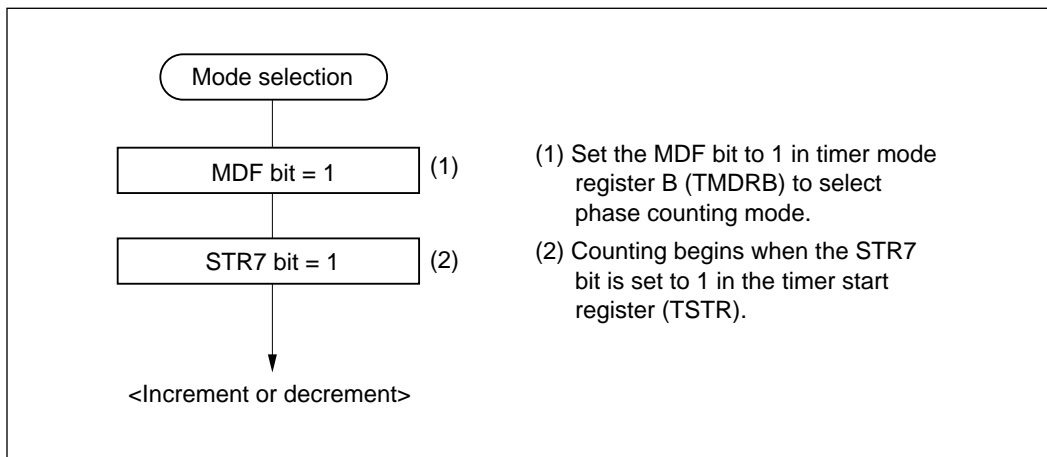 Mode selection
MDF bit = 1
(1)
STR7 bit = 1
(2)
<Increment or decrement>
(1) Set the MDF bit to 1 in timer mode
register B (TMDRB) to select
phase counting mode.
(2) Counting begins when the STR7
bit is set to 1 in the timer start
register (TSTR).